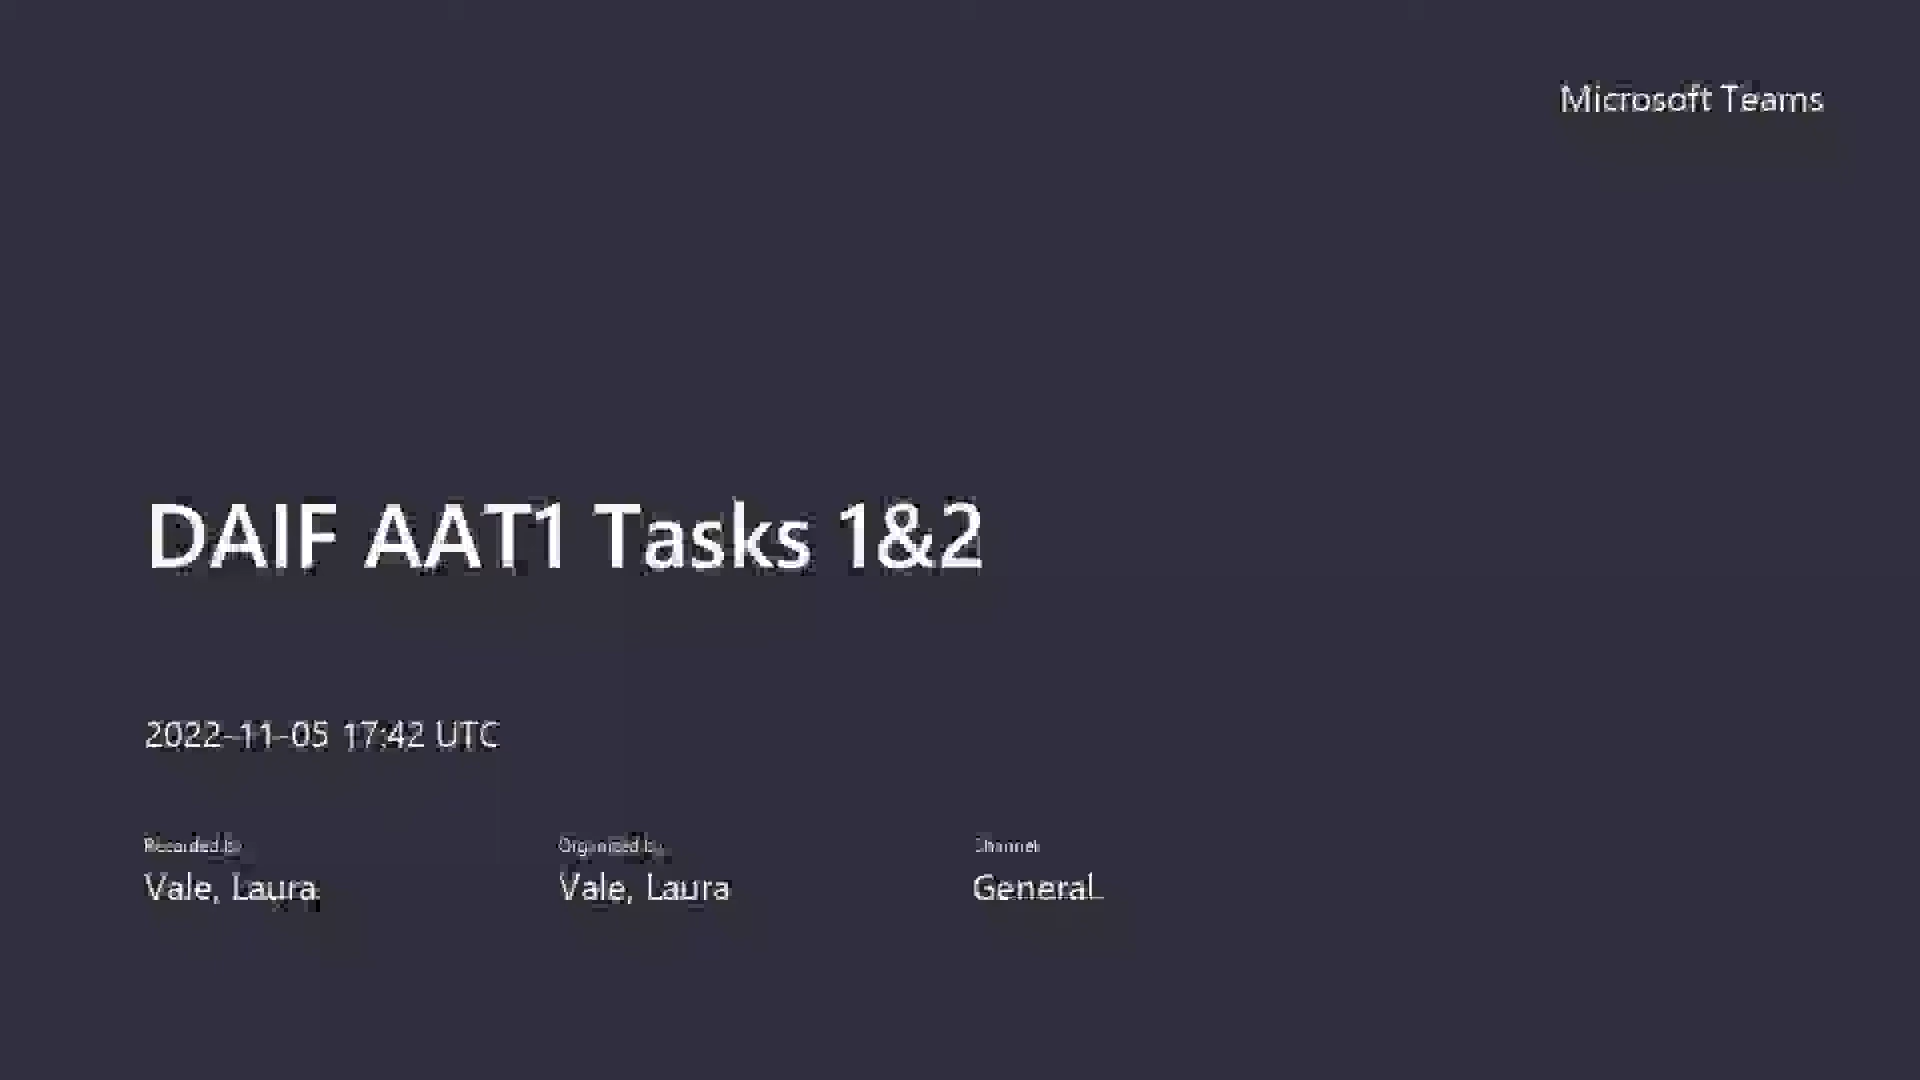 Microsoft Teams
DAIF AAT1 Tasks 1&2
2022-11-05 17:42 UTC
Recorded by Organized by Channel
Vale, Laura Vale, Laura General